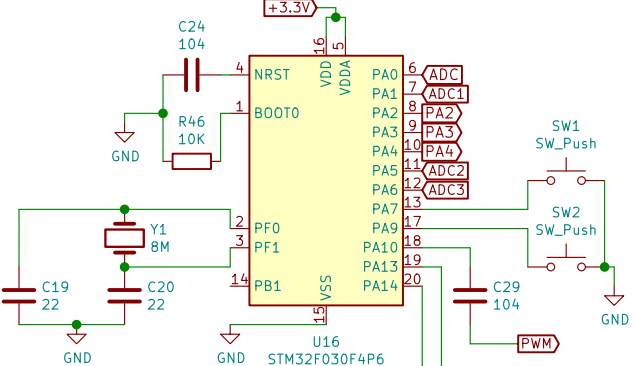 +3.3V
C24
104
16
5
VDD
VDDA
4
NRST
PA0
6
ADC
PA1
7
ADC1
1
BOOT0
PA2
8
PA2
R46
10K
PA3
9
PA3
PA4
10
PA4
GND
PA5
11
ADC2
PA6
12
ADC3
SW1
SW_Push
PA7
13
2
PF0
PA9
17
SW2
SW_Push
Y1
8M
3
PF1
PA10
18
PA13
19
14
PB1
PA14
20
C19
22
C20
22
VSS
15
C29
104
GND
GND
GND
U16
STM32F030F4P6
PWM